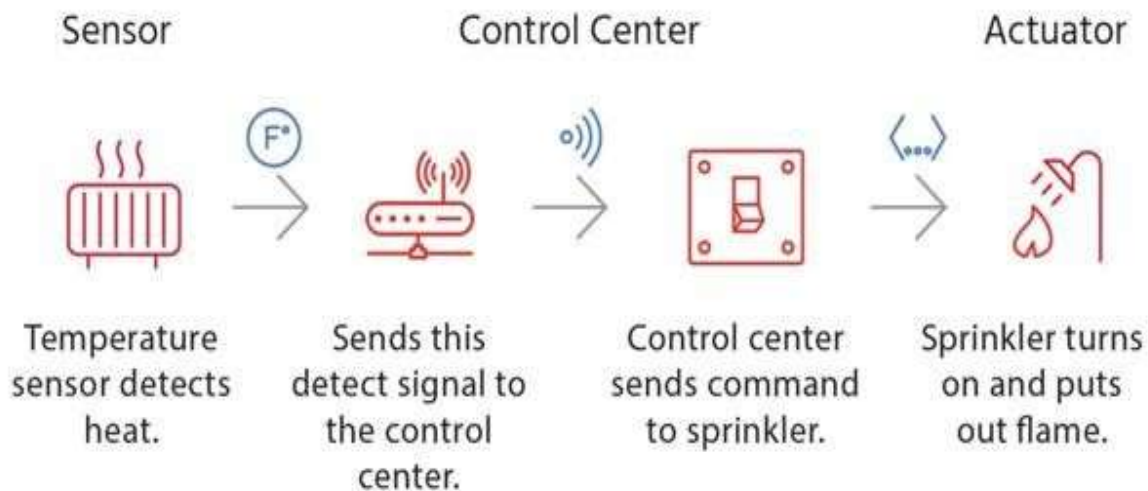 Sensor
Control Center
Actuator
F°
Temperature
sensor detects
heat.
Sends this
detect signal to
the control
center.
Control center
sends command
to sprinkler.
Sprinkler turns
on and puts
out flame.